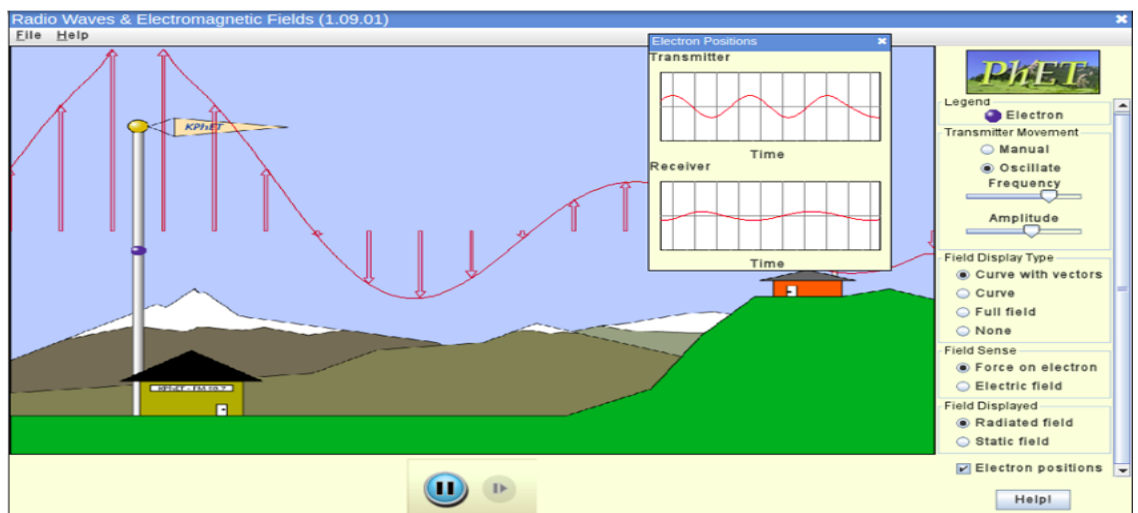 Radio Waves & Electromagnetic Fields (1.09.01)
File Help
KPhET
Electron Positions
Transmitter
Time
Receiver
Time
PhET
Legend
Electron
Transmitter Movement
Manual
Oscillate
Frequency
Amplitude
Field Display Type
Curve with vectors
Curve
Full field
None
Field Sense
Force on electron
Electric field
Field Displayed
Radiated field
Static field
Electron positions
Help!